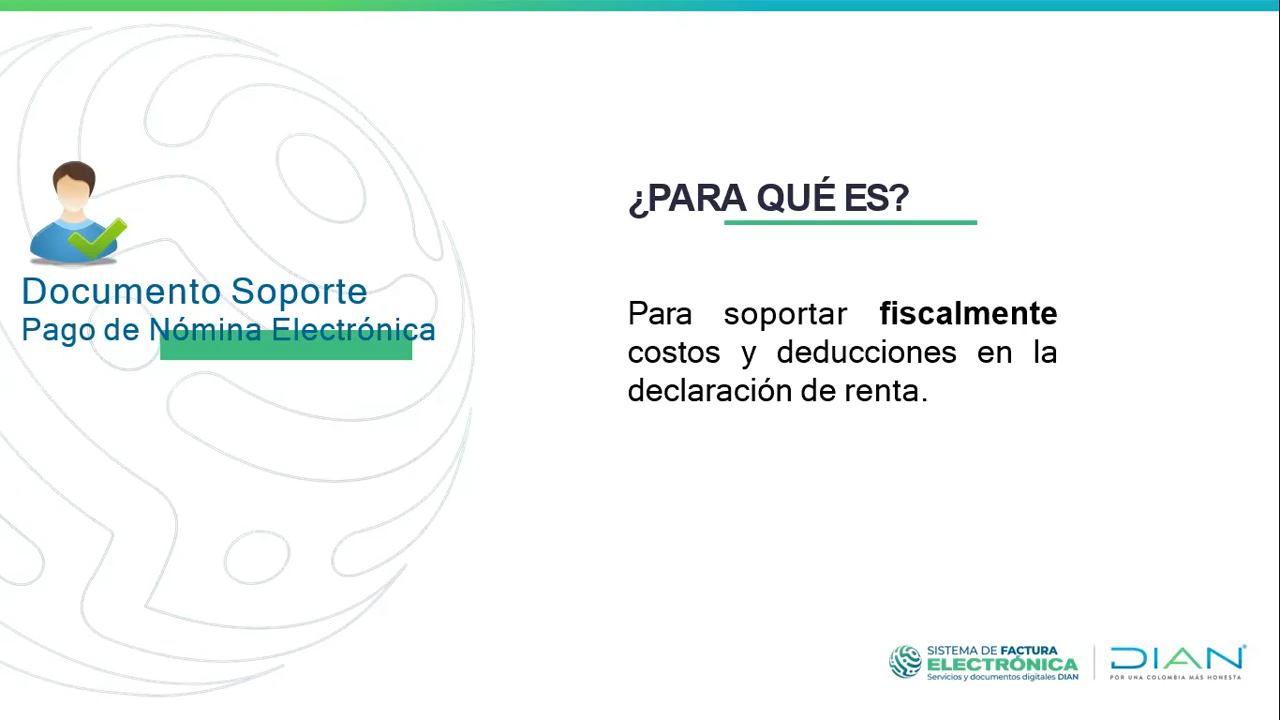 Documento Soporte
Pago de Nómina Electrónica
¿PARA QUÉ ES?
Para soportar fiscalmente
costos y deducciones en la
declaración de renta.
SISTEMA DE FACTURA
ELECTRÓNICA
Servicios y documentos digitales DIAN
DIAN®
POR UNA COLOMBIA MÁS HONESTA